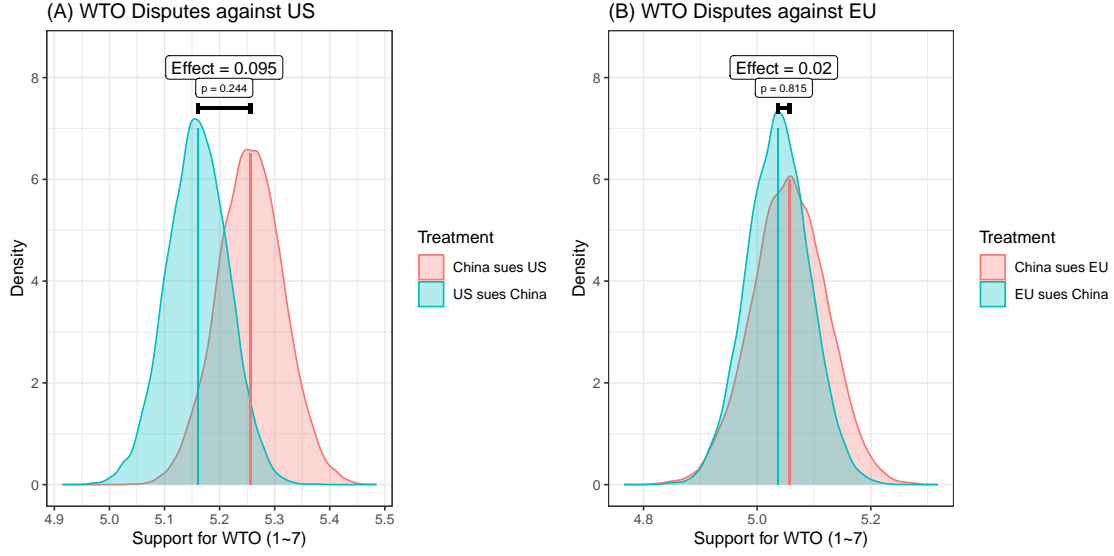 (A) WTO Disputes against US
Effect = 0.095
p = 0.244
8
6
4
2
0
Density
4.9 5.0 5.1 5.2 5.3 5.4 5.5
Support for WTO (1~7)
Treatment
China sues US
US sues China
(B) WTO Disputes against EU
Effect = 0.02
p = 0.815
8
6
4
2
0
Density
4.8 5.0 5.2
Support for WTO (1~7)
Treatment
China sues EU
EU sues China